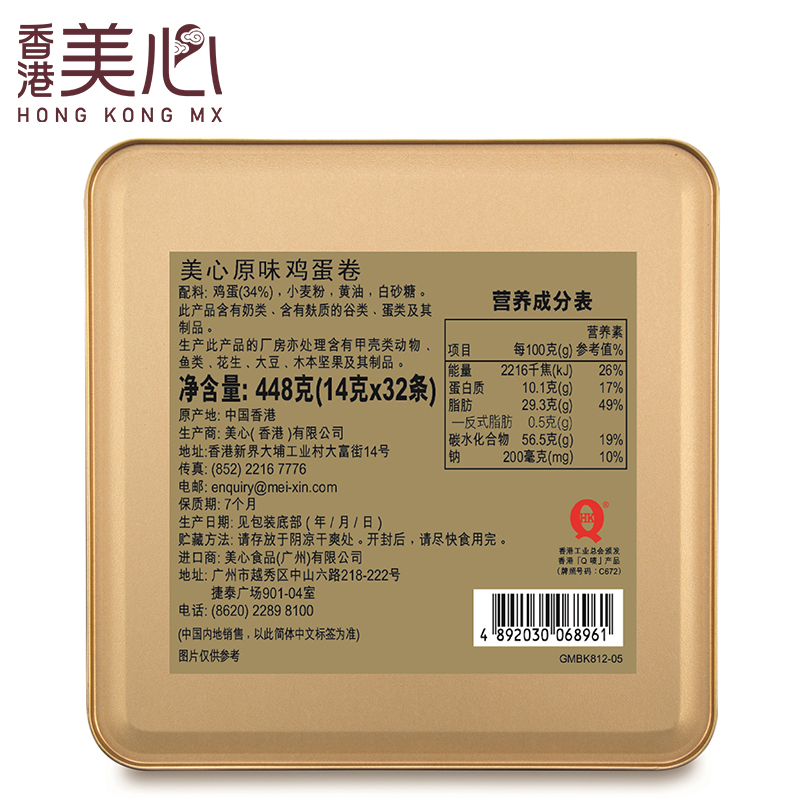 香港美心
HONG KONG MX
美心原味鸡蛋卷
配料: 鸡蛋(34%)，小麦粉，黄油，白砂糖。
此产品含有奶类、含有麸质的谷类、蛋类及其
制品。
生产此产品的厂房亦处理含有甲壳类动物、
鱼类、花生、大豆、木本坚果及其制品。
净含量: 448克(14克x32条)
原产地: 中国香港
生产商: 美心(香港)有限公司
地址:香港新界大埔工业村大富街14号
传真: (852) 2216 7776
电邮: enquiry@mei-xin.com
保质期: 7个月
生产日期: 见包装底部 ( 年 / 月 / 日 )
贮藏方法: 请存放于阴凉干爽处。开封后，请尽快食用完。
进口商: 美心食品(广州)有限公司
地址: 广州市越秀区中山六路218-222号
捷泰广场901-04室
电话: (8620) 2289 8100
(中国内地销售，以此简体中文标签为准)
图片仅供参考
营养成分表
项目 每100克(g) 营养素参考值%
能量 2216千焦(kJ) 26%
蛋白质 10.1克(g) 17%
脂肪 29.3克(g) 49%
—反式脂肪 0.5克(g)
碳水化合物 56.5克(g) 19%
钠 200毫克(mg) 10%
HK
®
香港工业总会颁发
香港「Q 唛」产品
(牌照号码：C672)
4 892030 068961
GMBK812-05